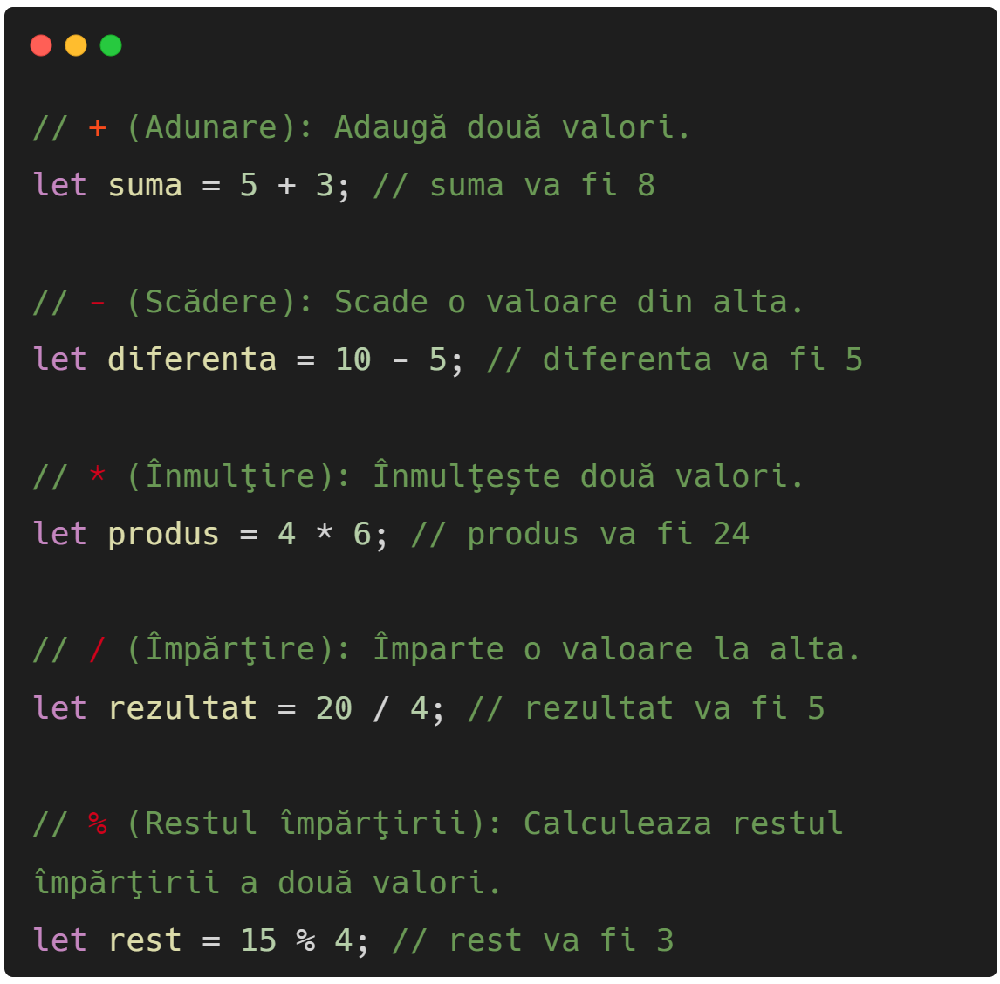 // + (Adunare): Adaugă două valori.
let suma = 5 + 3; // suma va fi 8
// - (Scădere): Scade o valoare din alta.
let diferenta = 10 - 5; // diferenta va fi 5
// * (Înmulţire): Înmulţește două valori.
let produs = 4 * 6; // produs va fi 24
// / (Împărţire): Împarte o valoare la alta.
let rezultat = 20 / 4; // rezultat va fi 5
// % (Restul împărţirii): Calculeaza restul
împărţirii a două valori.
let rest = 15 % 4; // rest va fi 3